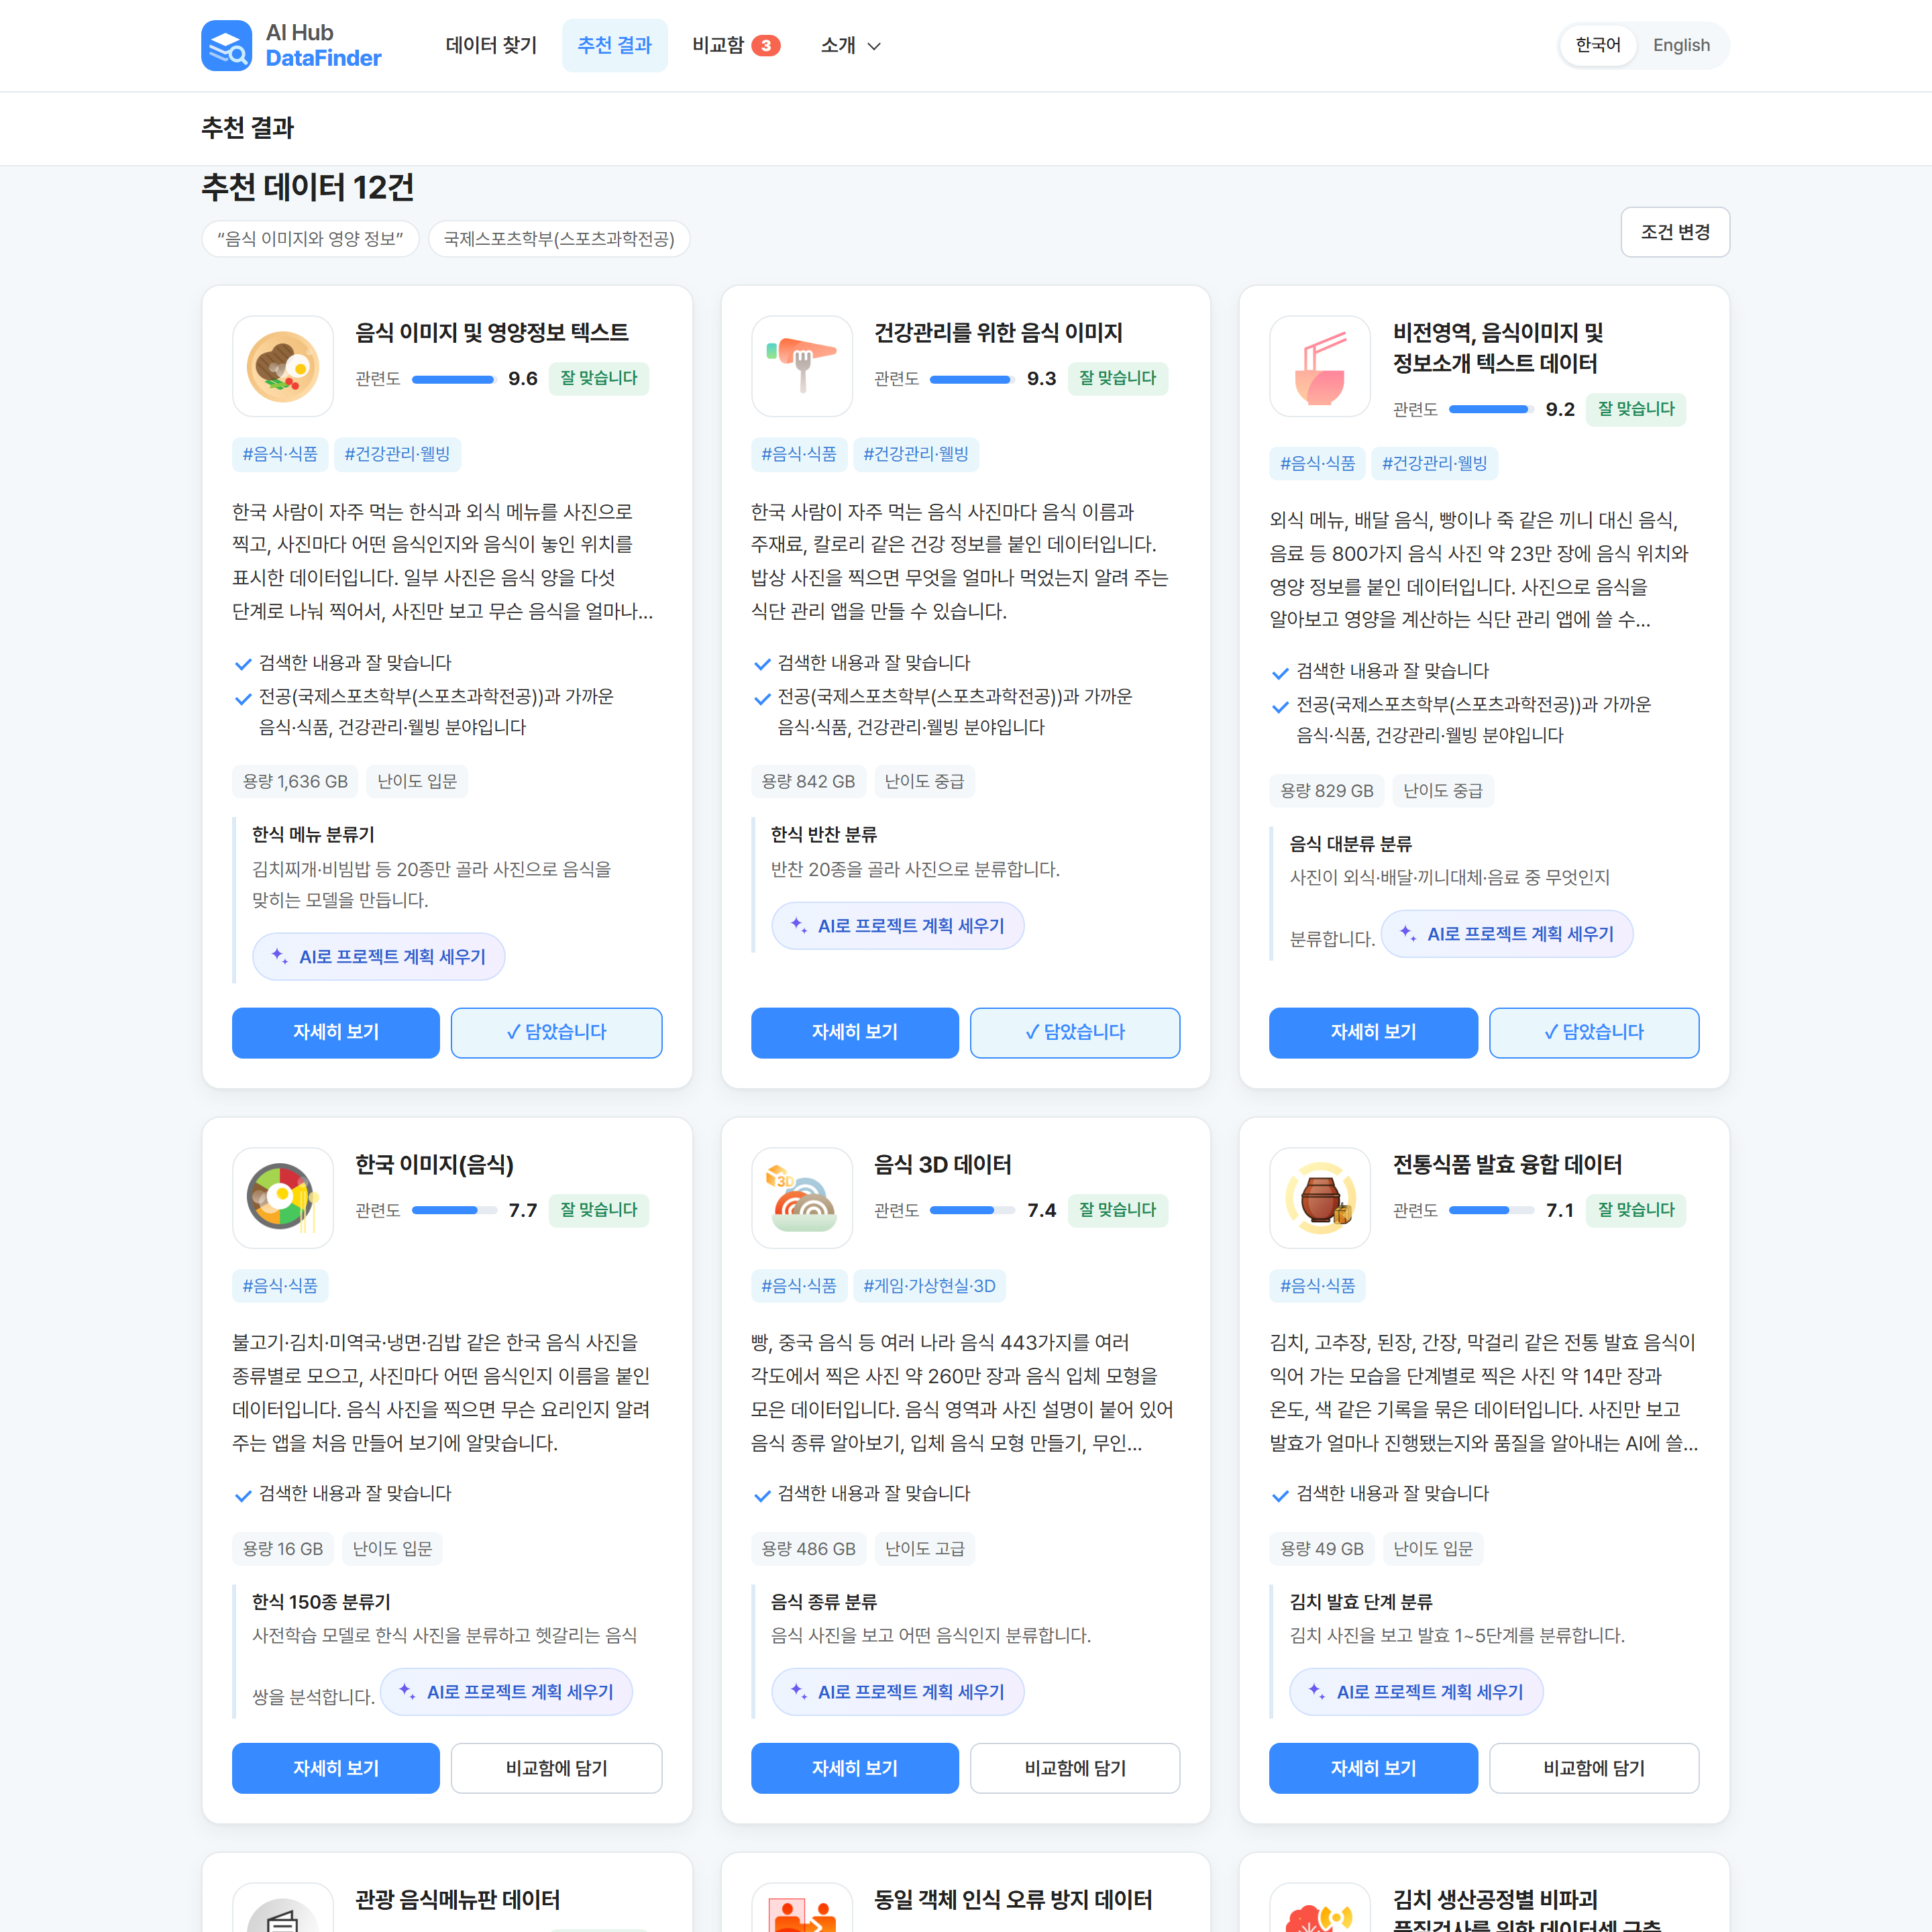 AI Hub
DataFinder
데이터 찾기
추천 결과
비교함 3
소개
한국어
English
추천 결과
추천 데이터 12건
“음식 이미지와 영양 정보”
국제스포츠학부(스포츠과학전공)
조건 변경
음식 이미지 및 영양정보 텍스트
관련도 9.6 잘 맞습니다
#음식·식품 #건강관리·웰빙
한국 사람이 자주 먹는 한식과 외식 메뉴를 사진으로
찍고, 사진마다 어떤 음식인지와 음식이 놓인 위치를
표시한 데이터입니다. 일부 사진은 음식 양을 다섯
단계로 나눠 찍어서, 사진만 보고 무슨 음식을 얼마나...
검색한 내용과 잘 맞습니다
전공(국제스포츠학부(스포츠과학전공))과 가까운
음식·식품, 건강관리·웰빙 분야입니다
용량 1,636 GB 난이도 입문
한식 메뉴 분류기
김치찌개·비빔밥 등 20종만 골라 사진으로 음식을
맞히는 모델을 만듭니다.
AI로 프로젝트 계획 세우기
자세히 보기 ✓ 담았습니다
건강관리를 위한 음식 이미지
관련도 9.3 잘 맞습니다
#음식·식품 #건강관리·웰빙
한국 사람이 자주 먹는 음식 사진마다 음식 이름과
주재료, 칼로리 같은 건강 정보를 붙인 데이터입니다.
밥상 사진을 찍으면 무엇을 얼마나 먹었는지 알려 주는
식단 관리 앱을 만들 수 있습니다.
검색한 내용과 잘 맞습니다
전공(국제스포츠학부(스포츠과학전공))과 가까운
음식·식품, 건강관리·웰빙 분야입니다
용량 842 GB 난이도 중급
한식 반찬 분류
반찬 20종을 골라 사진으로 분류합니다.
AI로 프로젝트 계획 세우기
자세히 보기 ✓ 담았습니다
비전영역, 음식이미지 및
정보소개 텍스트 데이터
관련도 9.2 잘 맞습니다
#음식·식품 #건강관리·웰빙
외식 메뉴, 배달 음식, 빵이나 죽 같은 끼니 대신 음식,
음료 등 800가지 음식 사진 약 23만 장에 음식 위치와
영양 정보를 붙인 데이터입니다. 사진으로 음식을
알아보고 영양을 계산하는 식단 관리 앱에 쓸 수...
검색한 내용과 잘 맞습니다
전공(국제스포츠학부(스포츠과학전공))과 가까운
음식·식품, 건강관리·웰빙 분야입니다
용량 829 GB 난이도 중급
음식 대분류 분류
사진이 외식·배달·끼니대체·음료 중 무엇인지
분류합니다. AI로 프로젝트 계획 세우기
자세히 보기 ✓ 담았습니다
한국 이미지(음식)
관련도 7.7 잘 맞습니다
#음식·식품
불고기·김치·미역국·냉면·김밥 같은 한국 음식 사진을
종류별로 모으고, 사진마다 어떤 음식인지 이름을 붙인
데이터입니다. 음식 사진을 찍으면 무슨 요리인지 알려
주는 앱을 처음 만들어 보기에 알맞습니다.
검색한 내용과 잘 맞습니다
용량 16 GB 난이도 입문
한식 150종 분류기
사전학습 모델로 한식 사진을 분류하고 헷갈리는 음식
쌍을 분석합니다. AI로 프로젝트 계획 세우기
자세히 보기 비교함에 담기
3D
음식 3D 데이터
관련도 7.4 잘 맞습니다
#음식·식품 #게임·가상현실·3D
빵, 중국 음식 등 여러 나라 음식 443가지를 여러
각도에서 찍은 사진 약 260만 장과 음식 입체 모형을
모은 데이터입니다. 음식 영역과 사진 설명이 붙어 있어
음식 종류 알아보기, 입체 음식 모형 만들기, 무인...
검색한 내용과 잘 맞습니다
용량 486 GB 난이도 고급
음식 종류 분류
음식 사진을 보고 어떤 음식인지 분류합니다.
AI로 프로젝트 계획 세우기
자세히 보기 비교함에 담기
전통식품 발효 융합 데이터
관련도 7.1 잘 맞습니다
#음식·식품
김치, 고추장, 된장, 간장, 막걸리 같은 전통 발효 음식이
익어 가는 모습을 단계별로 찍은 사진 약 14만 장과
온도, 색 같은 기록을 묶은 데이터입니다. 사진만 보고
발효가 얼마나 진행됐는지와 품질을 알아내는 AI에 쓸...
검색한 내용과 잘 맞습니다
용량 49 GB 난이도 입문
김치 발효 단계 분류
김치 사진을 보고 발효 1~5단계를 분류합니다.
AI로 프로젝트 계획 세우기
자세히 보기 비교함에 담기
관광 음식메뉴판 데이터
동일 객체 인식 오류 방지 데이터
김치 생산공정별 비파괴
품질검사를 위한 데이터셋 구축